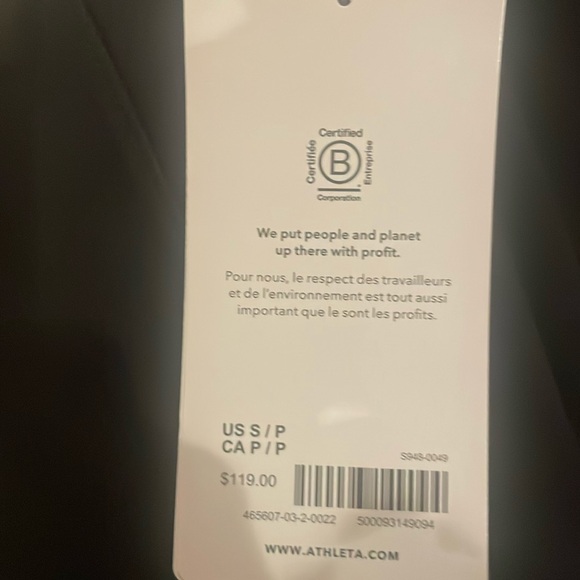 Certified
Certifiée
B
Entreprise
Corporation
We put people and planet
up there with profit.
Pour nous, le respect des travailleurs
et de l'environnement est tout aussi
important que le sont les profits.
US S / P
CA P / P
S948-0049
$119.00
465607-03-2-0022 500093149094
WWW.ATHLETA.COM